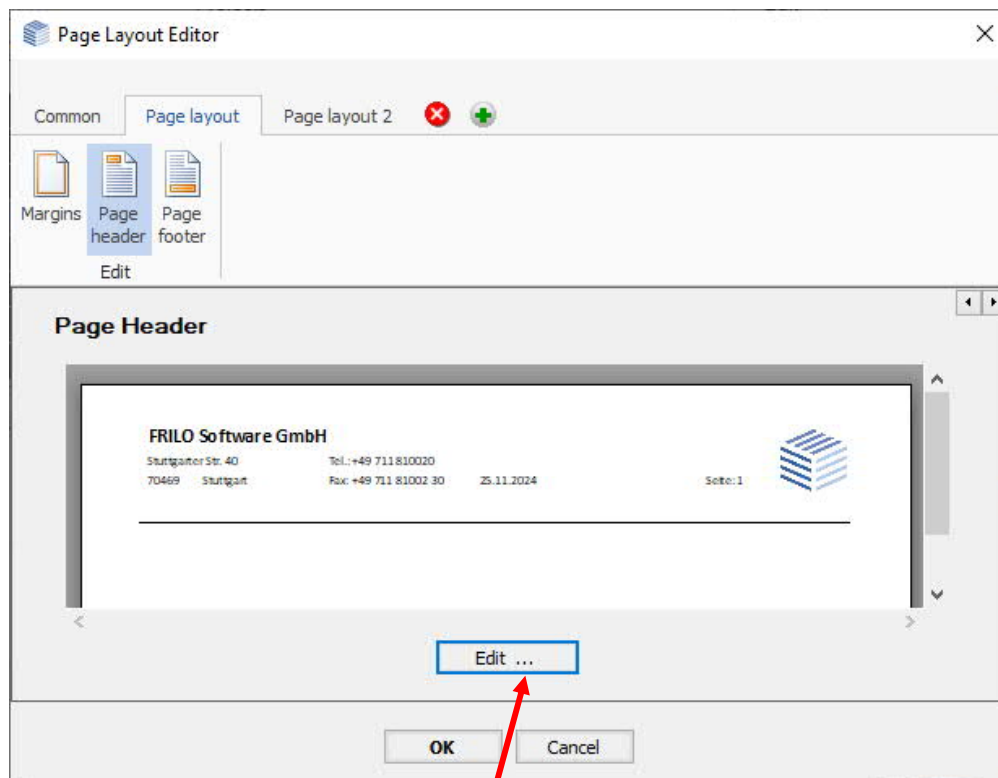 Page Layout Editor
Common Page layout Page layout 2
Margins Page header Page footer
Edit
Page Header
FRILO Software GmbH
Stuttgarter Str. 40 Tel.:+49 711 810020
70469 Stuttgart Fax: +49 711 81002 30 25.11.2024 Seite: 1
Edit ...
OK Cancel